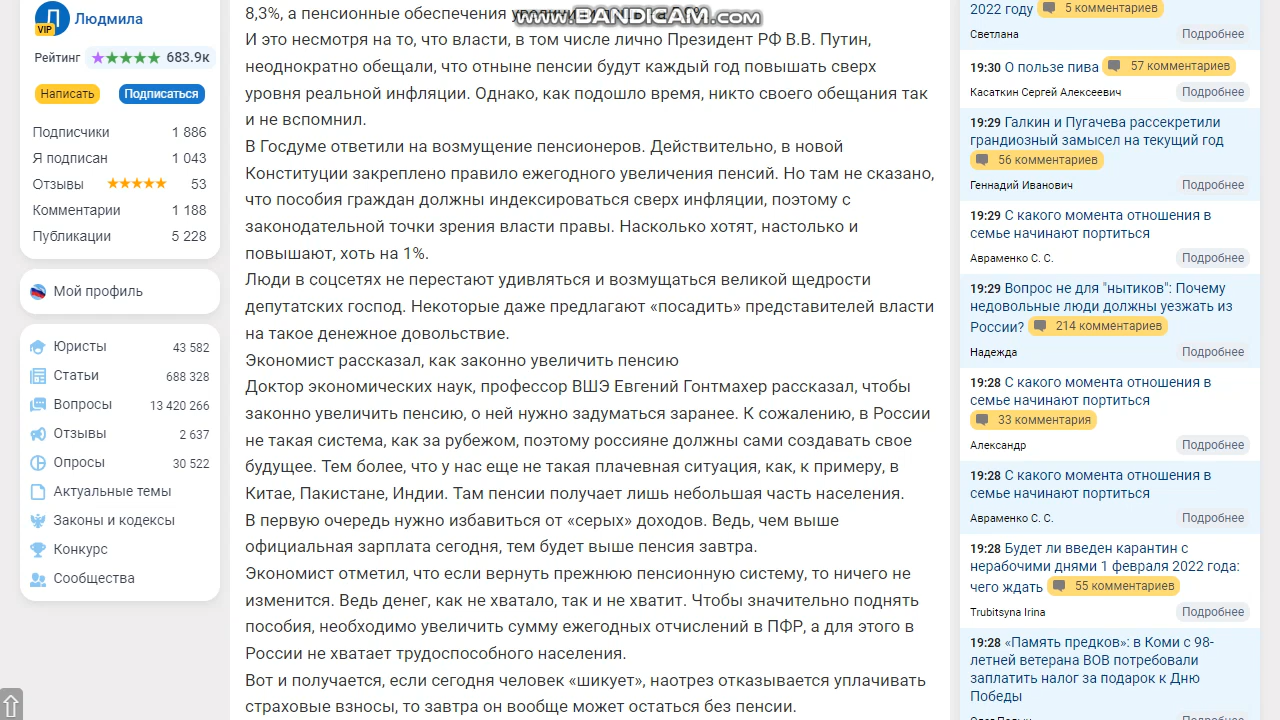 VIP
Людмила
Рейтинг 683.9к
Написать Подписаться
Подписчики 1 886
Я подписан 1 043
Отзывы 53
Комментарии 1 188
Публикации 5 228
Мой профиль
Юристы 43 582
Статьи 688 328
Вопросы 13 420 266
Отзывы 2 637
Опросы 30 522
Актуальные темы
Законы и кодексы
Конкурс
Сообщества
www.BANDICAM.com
8,3%, а пенсионные обеспечения
И это несмотря на то, что власти, в том числе лично Президент РФ В.В. Путин,
неоднократно обещали, что отныне пенсии будут каждый год повышать сверх
уровня реальной инфляции. Однако, как подошло время, никто своего обещания так
и не вспомнил.
В Госдуме ответили на возмущение пенсионеров. Действительно, в новой
Конституции закреплено правило ежегодного увеличения пенсий. Но там не сказано,
что пособия граждан должны индексироваться сверх инфляции, поэтому с
законодательной точки зрения власти правы. Насколько хотят, настолько и
повышают, хоть на 1%.
Люди в соцсетях не перестают удивляться и возмущаться великой щедрости
депутатских господ. Некоторые даже предлагают «посадить» представителей власти
на такое денежное довольствие.
Экономист рассказал, как законно увеличить пенсию
Доктор экономических наук, профессор ВШЭ Евгений Гонтмахер рассказал, чтобы
законно увеличить пенсию, о ней нужно задуматься заранее. К сожалению, в России
не такая система, как за рубежом, поэтому россияне должны сами создавать свое
будущее. Тем более, что у нас еще не такая плачевная ситуация, как, к примеру, в
Китае, Пакистане, Индии. Там пенсии получает лишь небольшая часть населения.
В первую очередь нужно избавиться от «серых» доходов. Ведь, чем выше
официальная зарплата сегодня, тем будет выше пенсия завтра.
Экономист отметил, что если вернуть прежнюю пенсионную систему, то ничего не
изменится. Ведь денег, как не хватало, так и не хватит. Чтобы значительно поднять
пособия, необходимо увеличить сумму ежегодных отчислений в ПФР, а для этого в
России не хватает трудоспособного населения.
Вот и получается, если сегодня человек «шикует», наотрез отказывается уплачивать
страховые взносы, то завтра он вообще может остаться без пенсии.
2022 году 5 комментариев
Светлана Подробнее
19:30 О пользе пива 57 комментариев
Касаткин Сергей Алексеевич Подробнее
19:29 Галкин и Пугачева рассекретили
грандиозный замысел на текущий год
56 комментариев
Геннадий Иванович Подробнее
19:29 С какого момента отношения в
семье начинают портиться
Авраменко С. С. Подробнее
19:29 Вопрос не для "нытиков": Почему
недовольные люди должны уезжать из
России? 214 комментариев
Надежда Подробнее
19:28 С какого момента отношения в
семье начинают портиться
33 комментария
Александр Подробнее
19:28 С какого момента отношения в
семье начинают портиться
Авраменко С. С. Подробнее
19:28 Будет ли введен карантин с
нерабочими днями 1 февраля 2022 года:
чего ждать 55 комментариев
Trubitsyna Irina Подробнее
19:28 «Память предков»: в Коми с 98-
летней ветерана ВОВ потребовали
заплатить налог за подарок к Дню
Победы